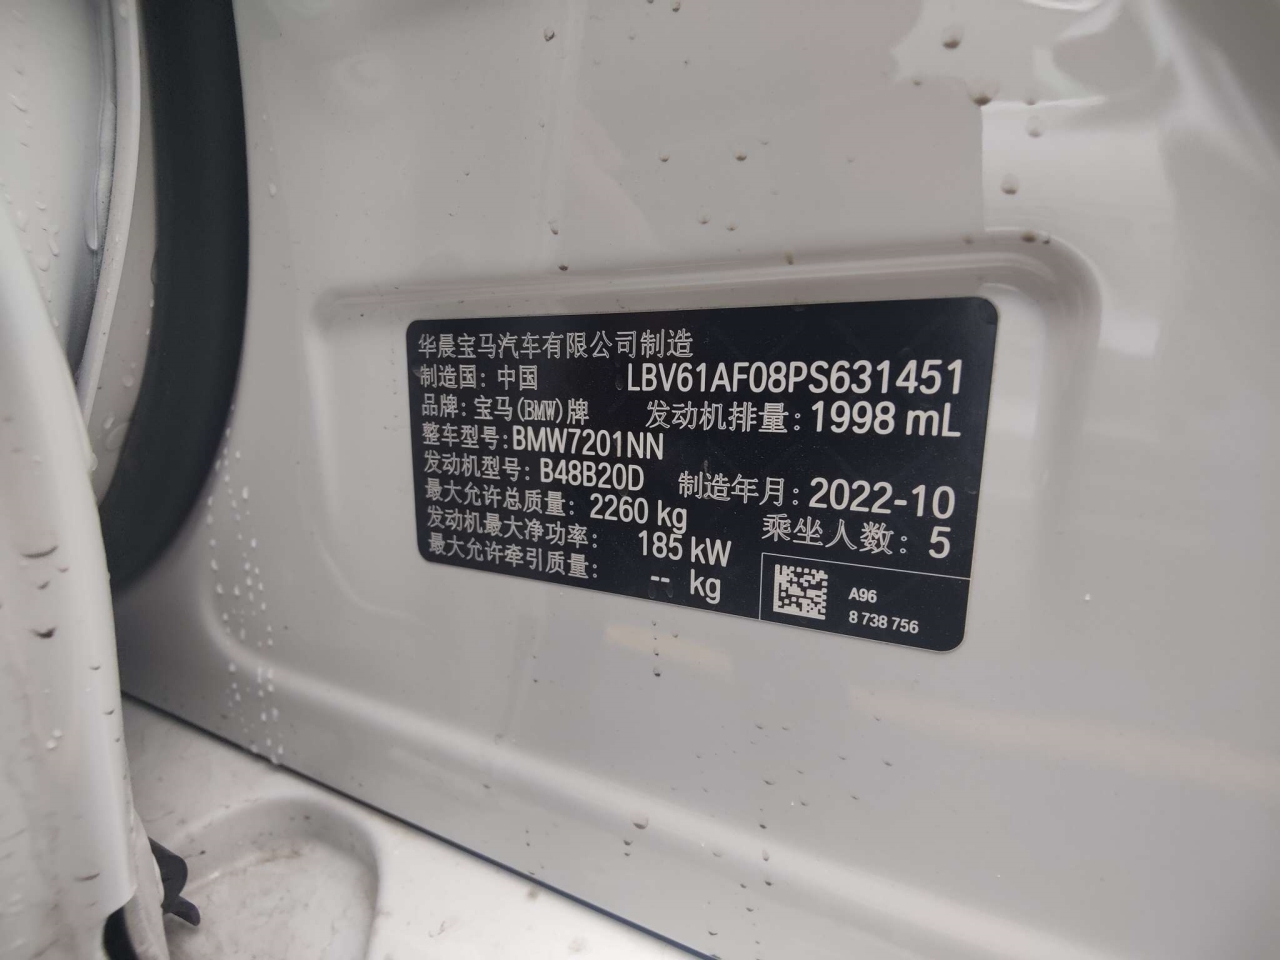 华晨宝马汽车有限公司制造
制造国: 中国 LBV61AF08PS631451
品牌: 宝马(BMW)牌 发动机排量: 1998 mL
整车型号: BMW7201NN
发动机型号: B48B20D 制造年月: 2022-10
最大允许总质量: 2260 kg 乘坐人数: 5
发动机最大净功率: 185 kW
最大允许牵引质量: -- kg
A96
8 738 756